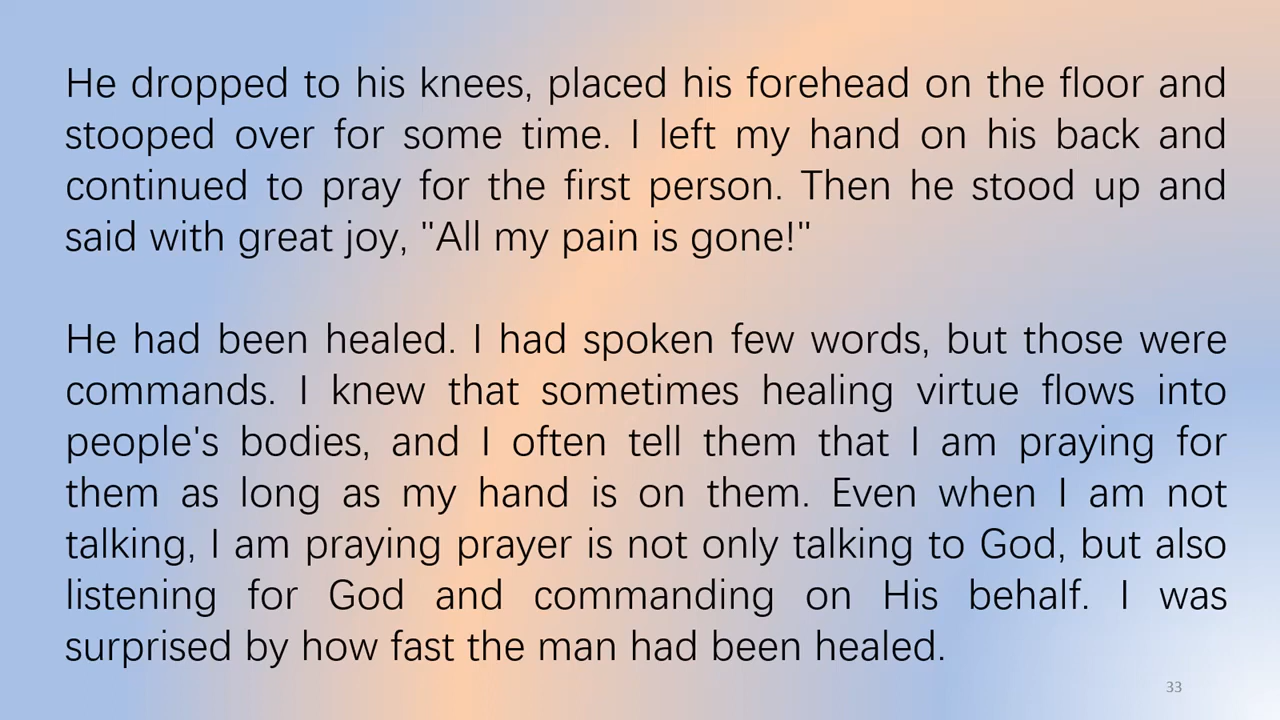 He dropped to his knees, placed his forehead on the floor and
stooped over for some time. I left my hand on his back and
continued to pray for the first person. Then he stood up and
said with great joy, "All my pain is gone!"
He had been healed. I had spoken few words, but those were
commands. I knew that sometimes healing virtue flows into
people's bodies, and I often tell them that I am praying for
them as long as my hand is on them. Even when I am not
talking, I am praying prayer is not only talking to God, but also
listening for God and commanding on His behalf. I was
surprised by how fast the man had been healed.
33